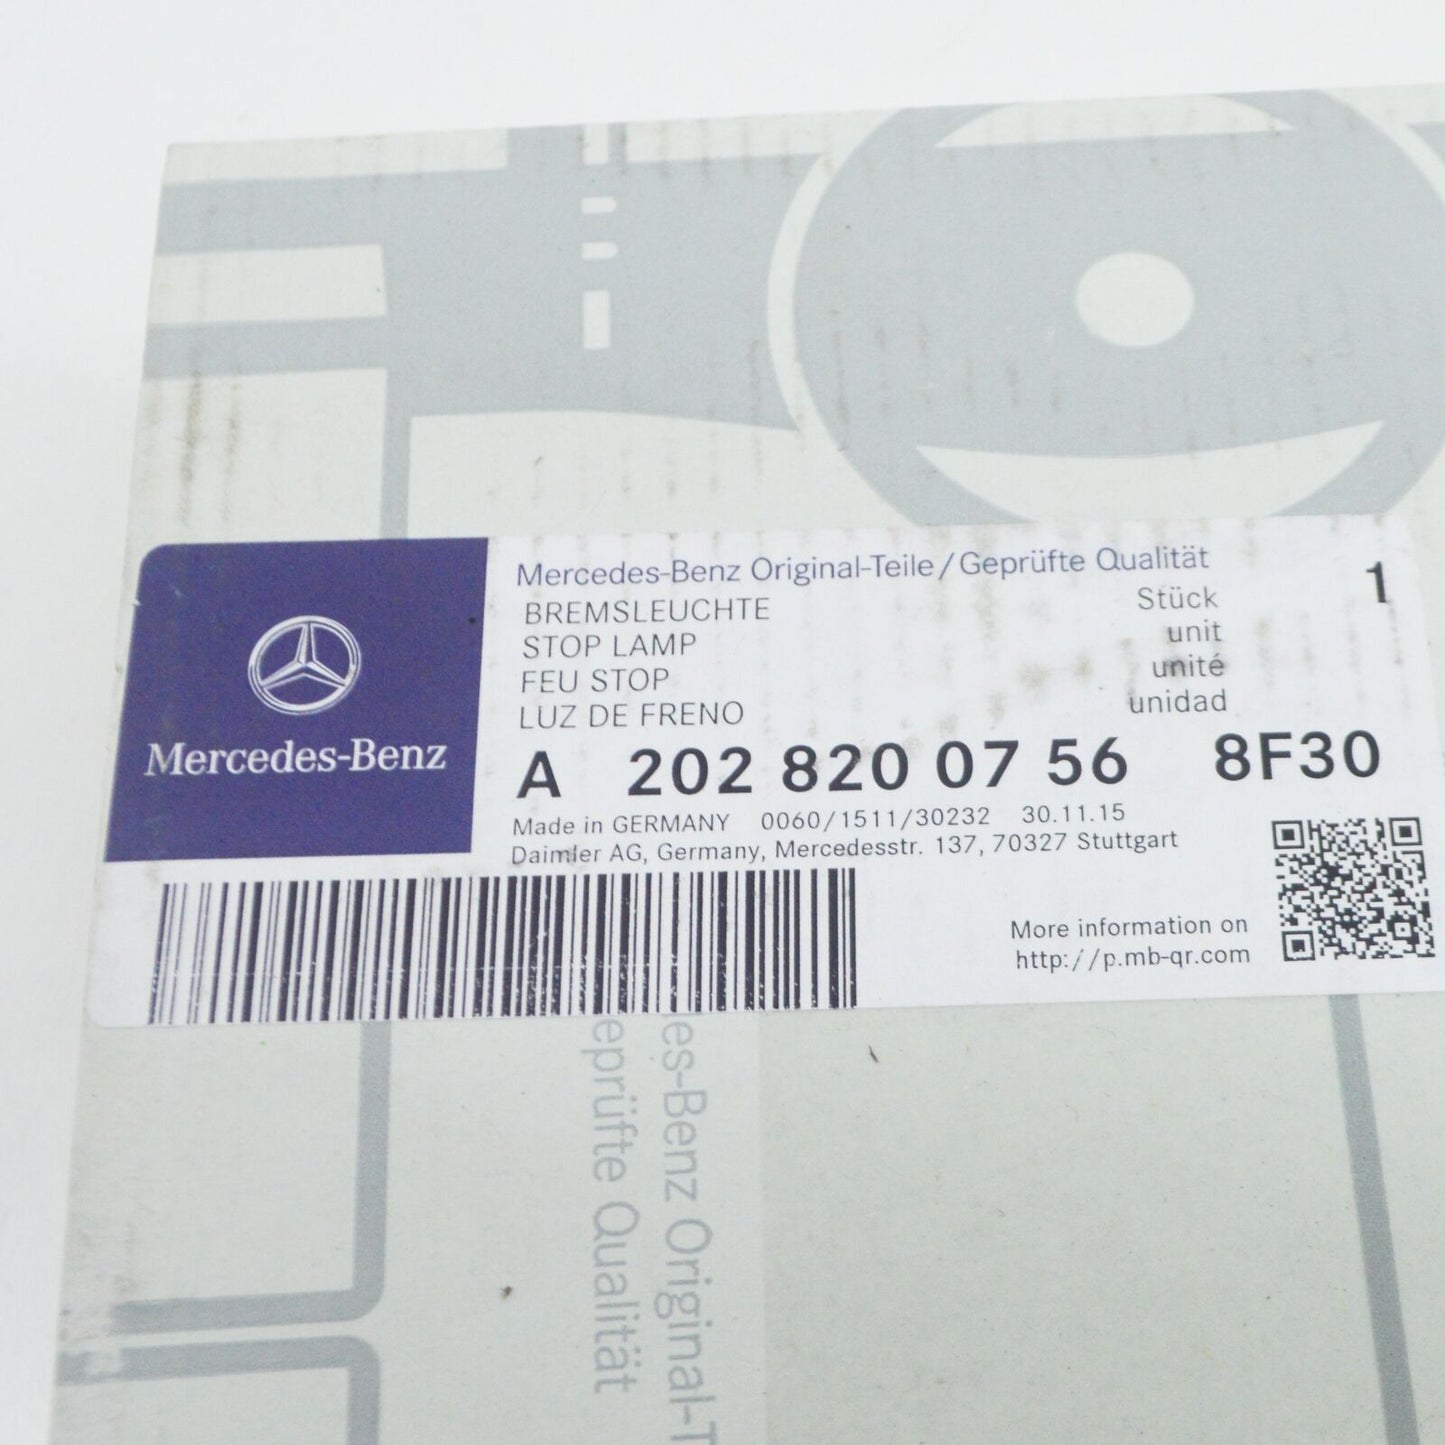 Mercedes-Benz
Mercedes-Benz Original-Teile/Geprüfte Qualität
BREMSLEUCHTE
STOP LAMP
FEU STOP
LUZ DE FRENO
Stück 1
unit
unité
unidad
A 202 820 07 56 8F30
Made in GERMANY 0060/1511/30232 30.11.15
Daimler AG, Germany, Mercedesstr. 137, 70327 Stuttgart
More information on
http://p.mb-qr.com
es-Benz Original-T
eprüfte Qualität